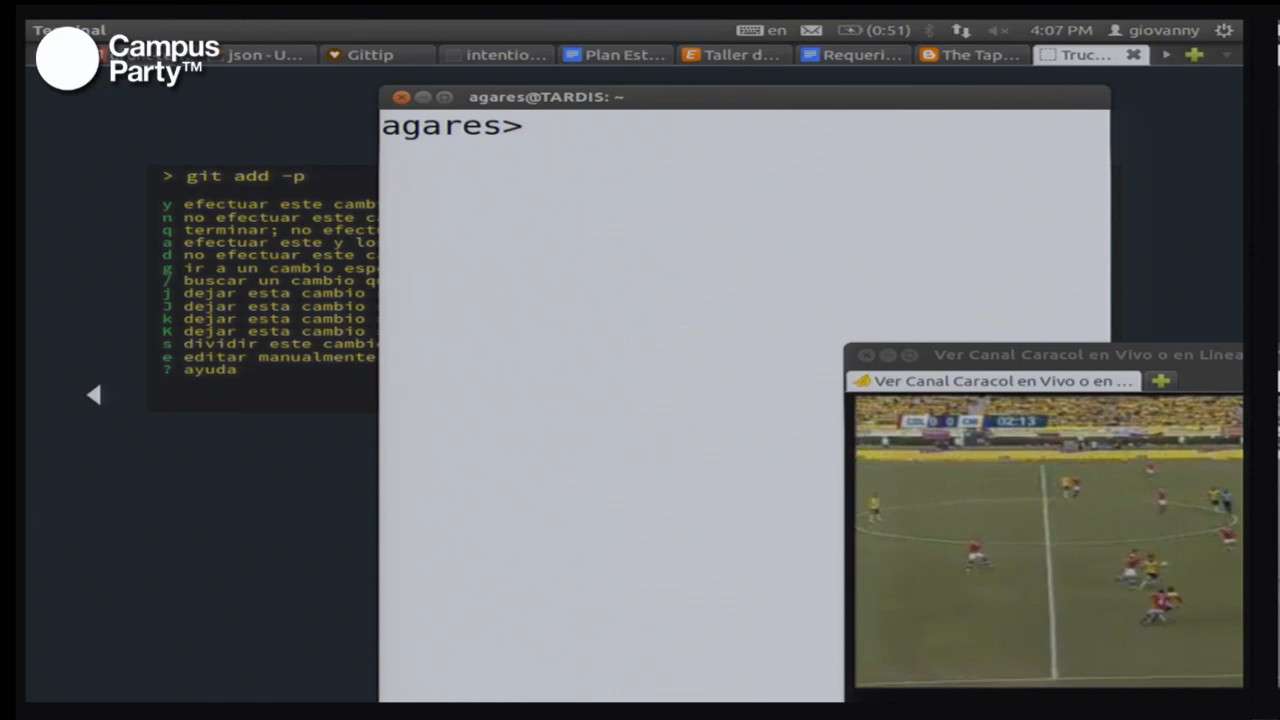 Terminal
en
(0:51)
4:07 PM
giovanny
Campus
Party™
json - U...
Gittip
intentio...
Plan Est...
Taller d...
Requeri...
The Tap...
Truc...
agares@TARDIS: ~
agares>
> git add -p
y efectuar este camb
n no efectuar este c
q terminar; no efect
a efectuar este y lo
d no efectuar este c
g ir a un cambio esp
/ buscar un cambio q
j dejar esta cambio
J dejar esta cambio
k dejar esta cambio
K dejar esta cambio
s dividir este cambi
e editar manualmente
? ayuda
Ver Canal Caracol en Vivo o en Linea
Ver Canal Caracol en Vivo o en ...
COL 0 0 CHI 02:13